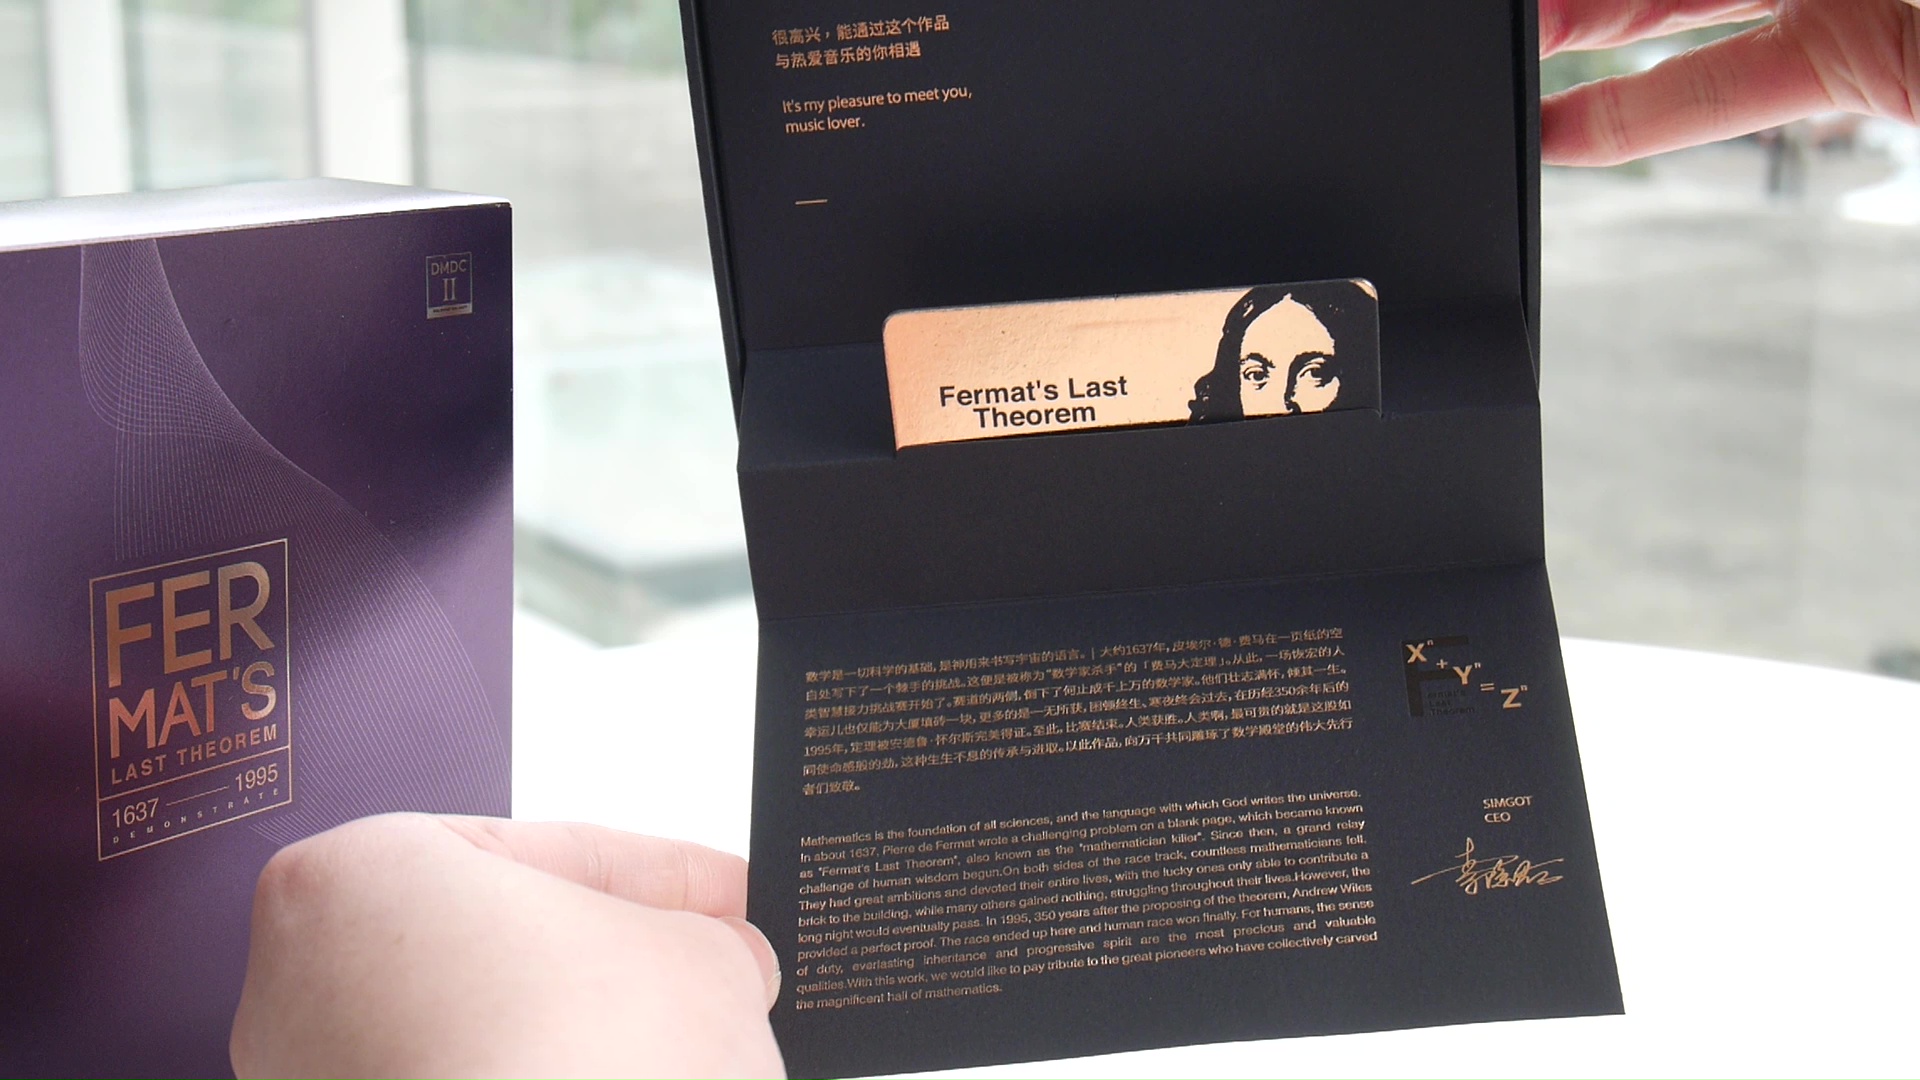 DMDC
II
FER
MAT'S
LAST THEOREM
1637 —— 1995
DEMONSTRATE
很高兴，能通过这个作品
与热爱音乐的你相遇
It's my pleasure to meet you,
music lover.
Fermat's Last
Theorem
数学是一切科学的基础, 是神用来书写宇宙的语言。 | 大约1637年, 皮埃尔·德·费马在一页纸的空
白处写下了一个棘手的挑战。这便是被称为"数学家杀手"的「费马大定理」。从此, 一场恢宏的人
类智慧接力挑战赛开始了。赛道的两侧, 倒下了何止成千上万的数学家。他们壮志满怀, 倾其一生。
幸运儿也仅能为大厦填砖一块, 更多的是一无所获, 困顿终生、寒夜终会过去, 在历经350余年后的
1995年, 定理被安德鲁·怀尔斯完美得证。至此, 比赛结束。人类获胜。人类啊, 最可贵的就是这股如
同使命感般的劲, 这种生生不息的传承与进取。以此作品, 向万千共同雕琢了数学殿堂的伟大先行
者们致敬。
Mathematics is the foundation of all sciences, and the language with which God writes the universe.
In about 1637, Pierre de Fermat wrote a challenging problem on a blank page, which became known
as "Fermat's Last Theorem", also known as the "mathematician killer". Since then, a grand relay
challenge of human wisdom begun.On both sides of the race track, countless mathematicians fell.
They had great ambitions and devoted their entire lives, with the lucky ones only able to contribute a
brick to the building, while many others gained nothing, struggling throughout their lives.However, the
long night would eventually pass. In 1995, 350 years after the proposing of the theorem, Andrew Wiles
provided a perfect proof. The race ended up here and human race won finally. For humans, the sense
of duty, everlasting inheritance and progressive spirit are the most precious and valuable
qualities.With this work, we would like to pay tribute to the great pioneers who have collectively carved
the magnificent hall of mathematics.
Xⁿ + Yⁿ = Zⁿ
Fermat's
Last
Theorem
SIMGOT
CEO